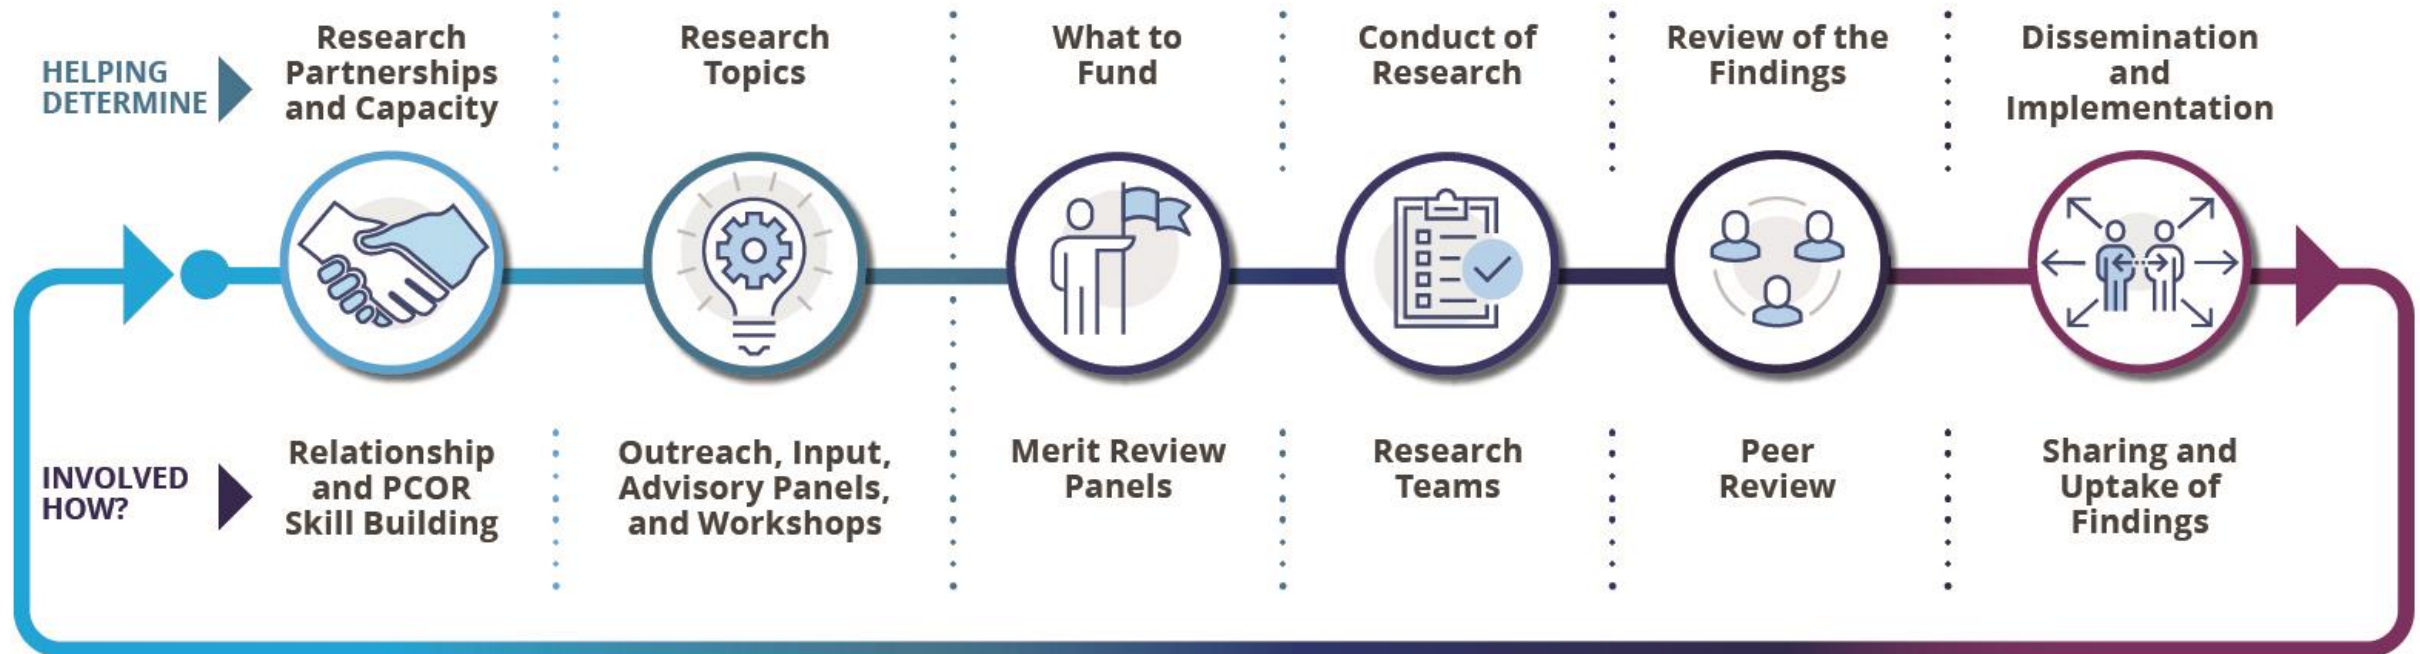 HELPING
DETERMINE
Research
Partnerships
and Capacity
Research
Topics
What to
Fund
Conduct of
Research
Review of the
Findings
Dissemination
and
Implementation
INVOLVED
HOW?
Relationship
and PCOR
Skill Building
Outreach, Input,
Advisory Panels,
and Workshops
Merit Review
Panels
Research
Teams
Peer
Review
Sharing and
Uptake of
Findings